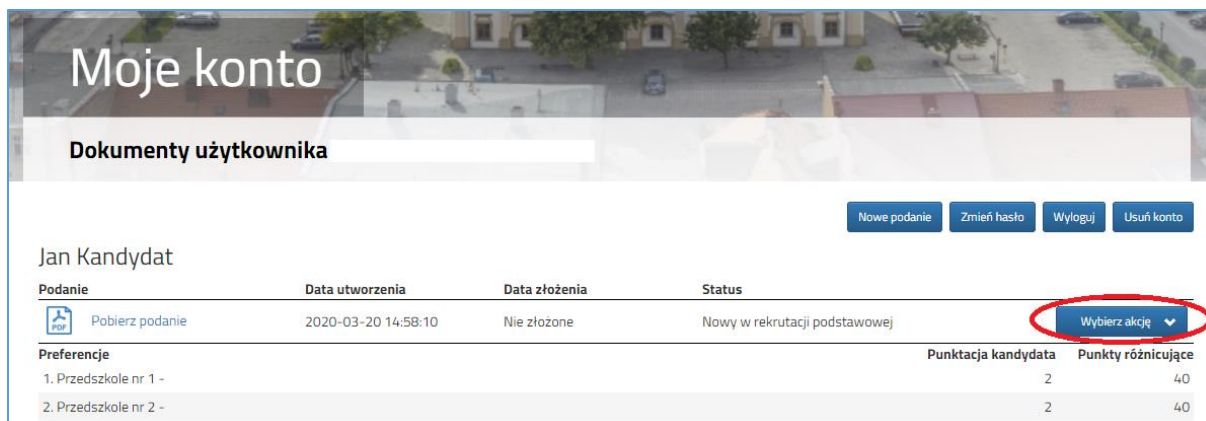 Moje konto
Dokumenty użytkownika
Nowe podanie Zmień hasło Wyloguj Usuń konto
Jan Kandydat
Podanie Data utworzenia Data złożenia Status
PDF Pobierz podanie 2020-03-20 14:58:10 Nie złożone Nowy w rekrutacji podstawowej Wybierz akcję
Preferencje Punktacja kandydata Punkty różnicujące
1. Przedszkole nr 1 - 2 40
2. Przedszkole nr 2 - 2 40